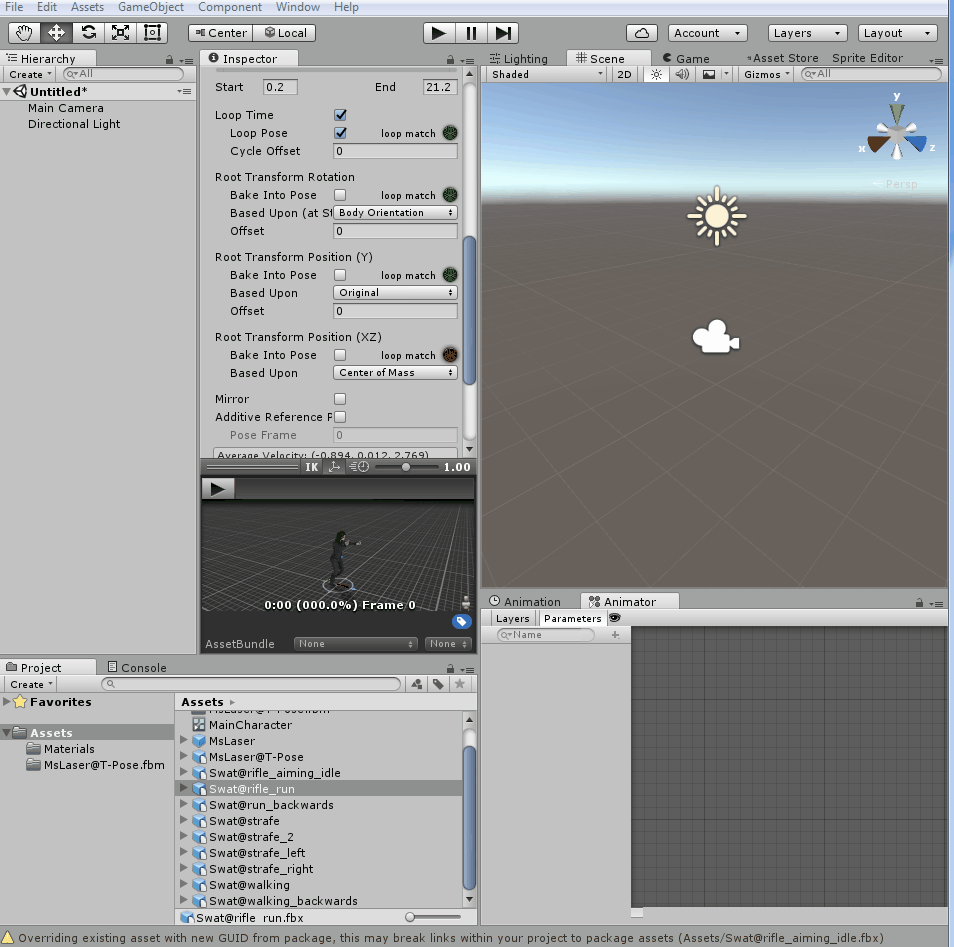 File Edit Assets GameObject Component Window Help
Center Local Account Layers Layout
Hierarchy
Create All
Untitled*
Main Camera
Directional Light
Inspector
Start 0.2 End 21.2
Loop Time
Loop Pose loop match
Cycle Offset 0
Root Transform Rotation
Bake Into Pose loop match
Based Upon (at St Body Orientation
Offset 0
Root Transform Position (Y)
Bake Into Pose loop match
Based Upon Original
Offset 0
Root Transform Position (XZ)
Bake Into Pose loop match
Based Upon Center of Mass
Mirror
Additive Reference P
Pose Frame 0
Average Velocity: (-0.894, 0.012, 2.769)
IK 1.00
0:00 (000.0%) Frame 0
AssetBundle None None
Lighting Scene Game Asset Store Sprite Editor
Shaded 2D Gizmos All
y
x z
Persp
Animation Animator
Layers Parameters
Name +
Project Console
Create
Favorites
Assets
Materials
MsLaser@T-Pose.fbm
Assets
MsLaser@T-Pose.fbm
MainCharacter
MsLaser
MsLaser@T-Pose
Swat@rifle_aiming_idle
Swat@rifle_run
Swat@run_backwards
Swat@strafe
Swat@strafe_2
Swat@strafe_left
Swat@strafe_right
Swat@walking
Swat@walking_backwards
Swat@rifle_run.fbx
Overriding existing asset with new GUID from package, this may break links within your project to package assets (Assets/Swat@rifle_aiming_idle.fbx)